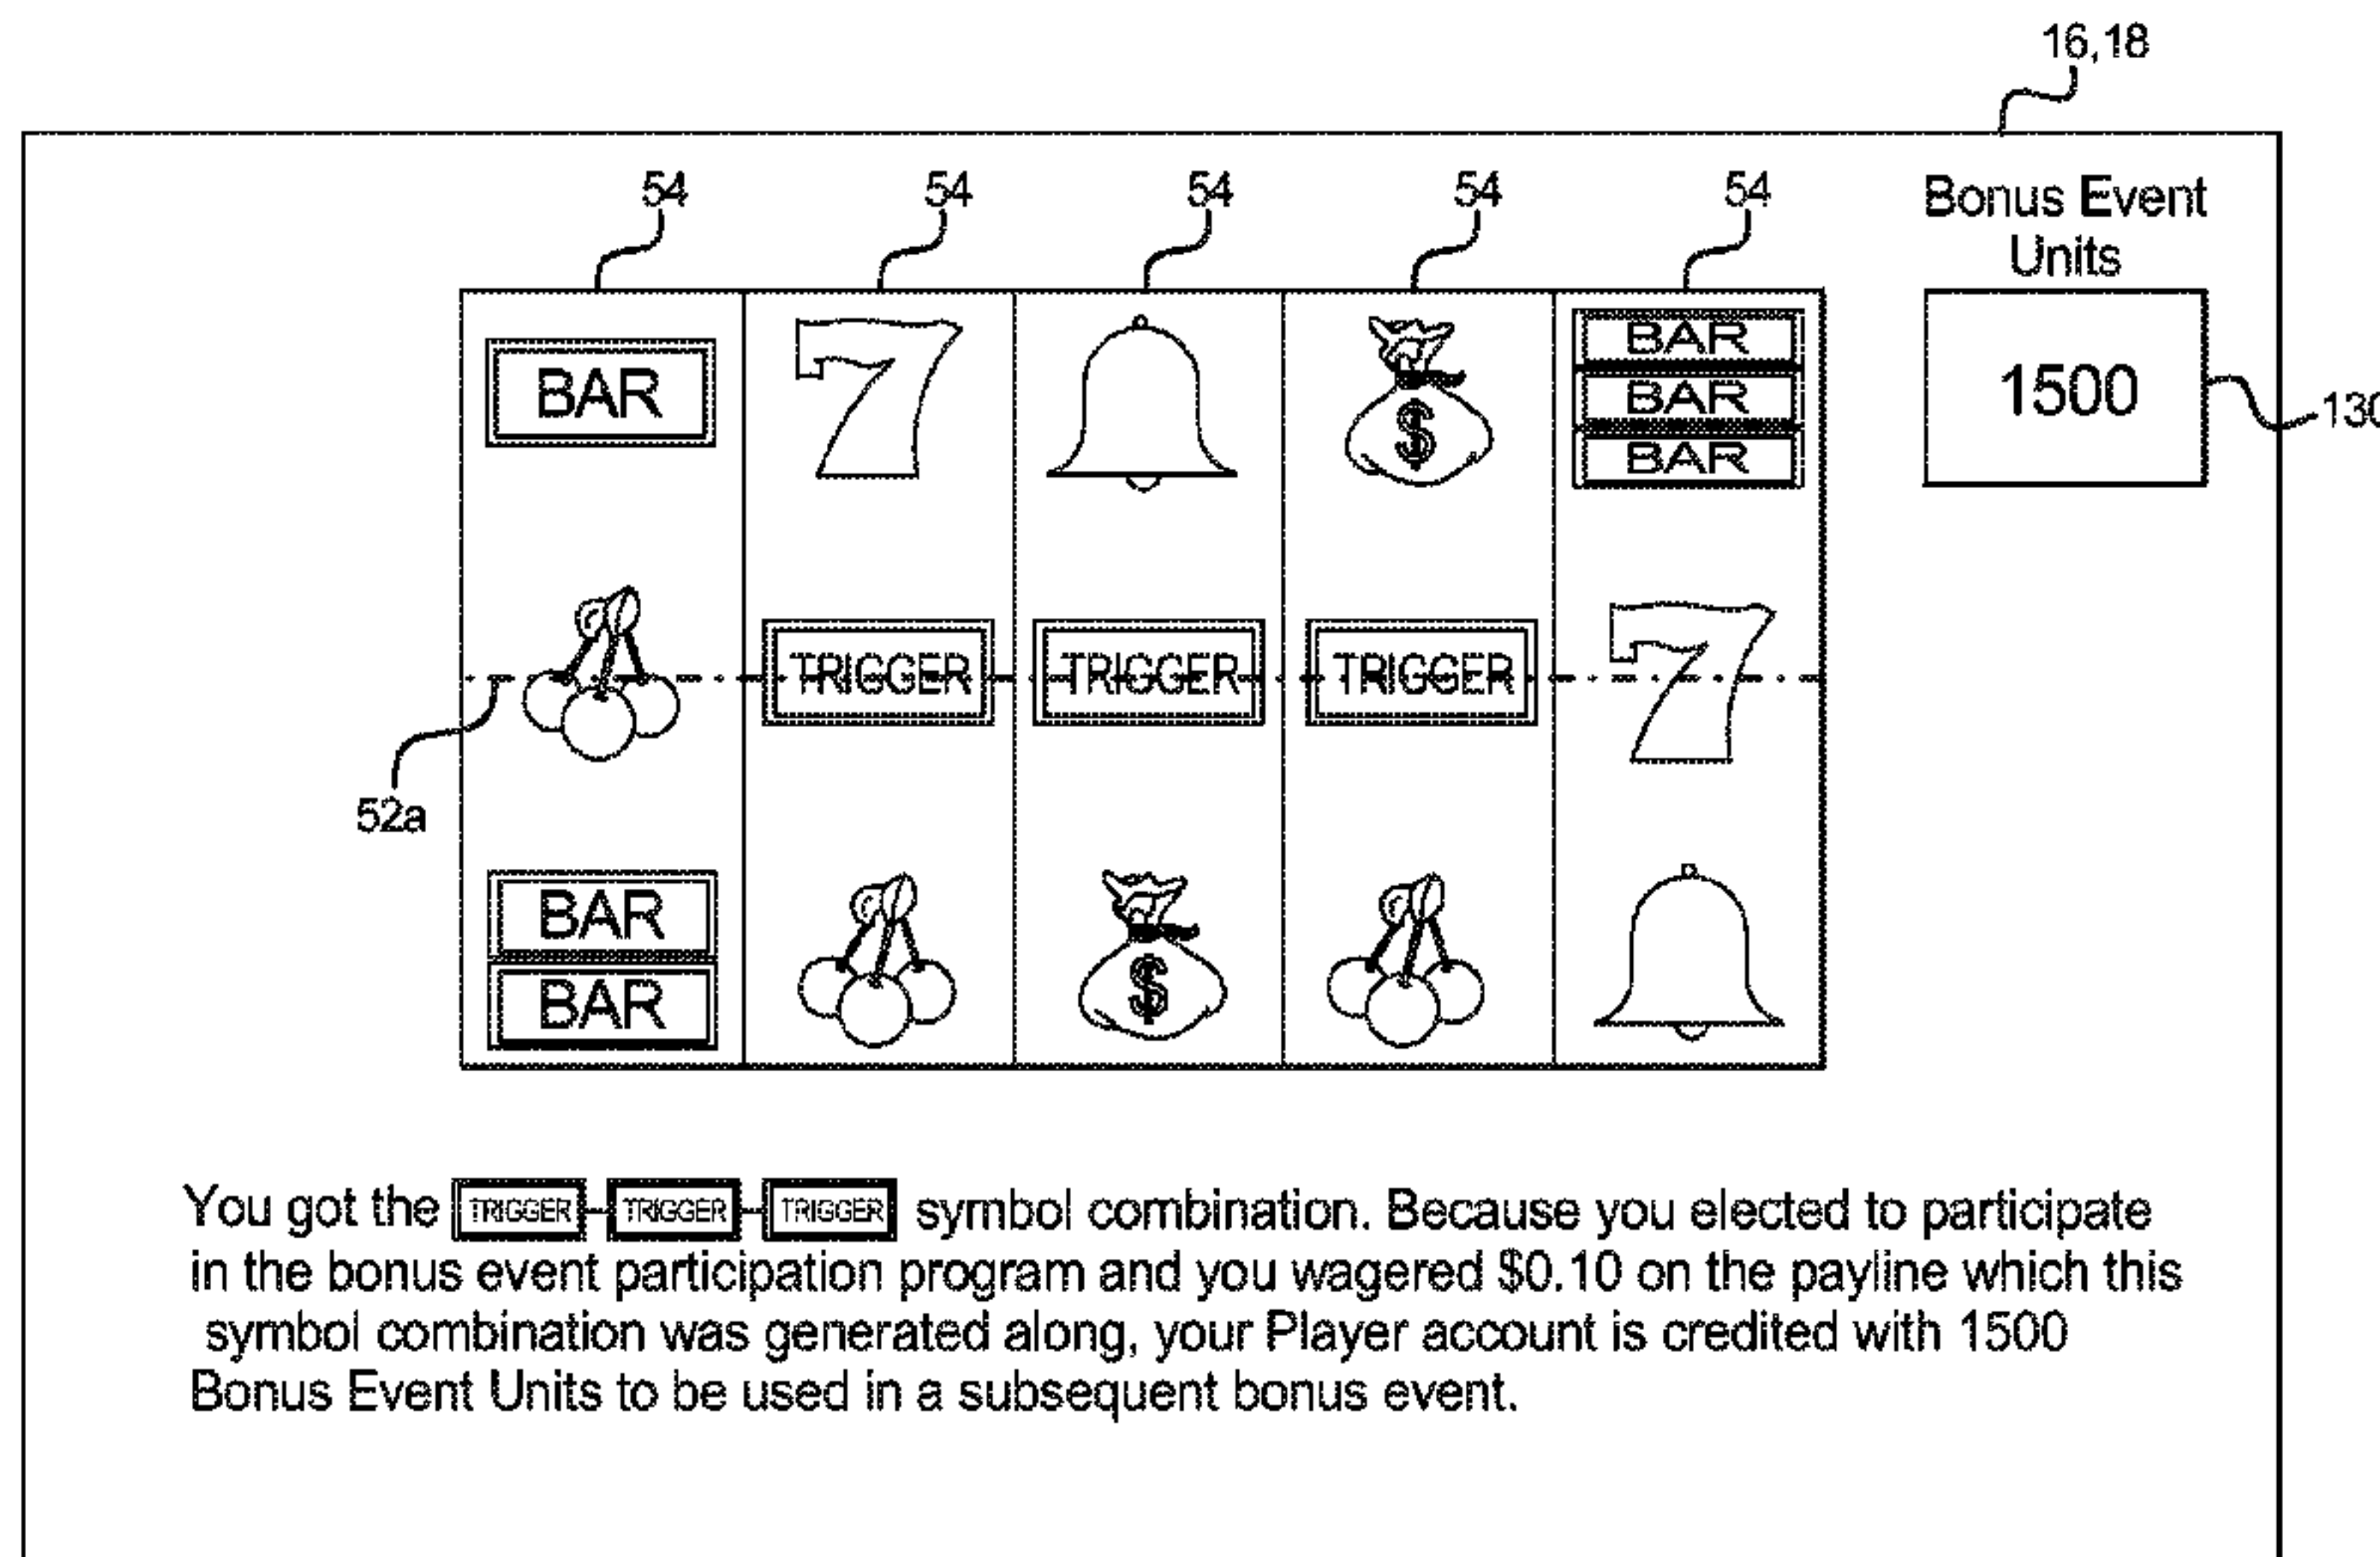 16,18
54 54 54 54 54
Bonus Event
Units
BAR
BAR
BAR
BAR
1500
130
$
TRIGGER TRIGGER TRIGGER
52a
BAR
BAR
$
You got the TRIGGER-TRIGGER-TRIGGER symbol combination. Because you elected to participate
in the bonus event participation program and you wagered $0.10 on the payline which this
symbol combination was generated along, your Player account is credited with 1500
Bonus Event Units to be used in a subsequent bonus event.